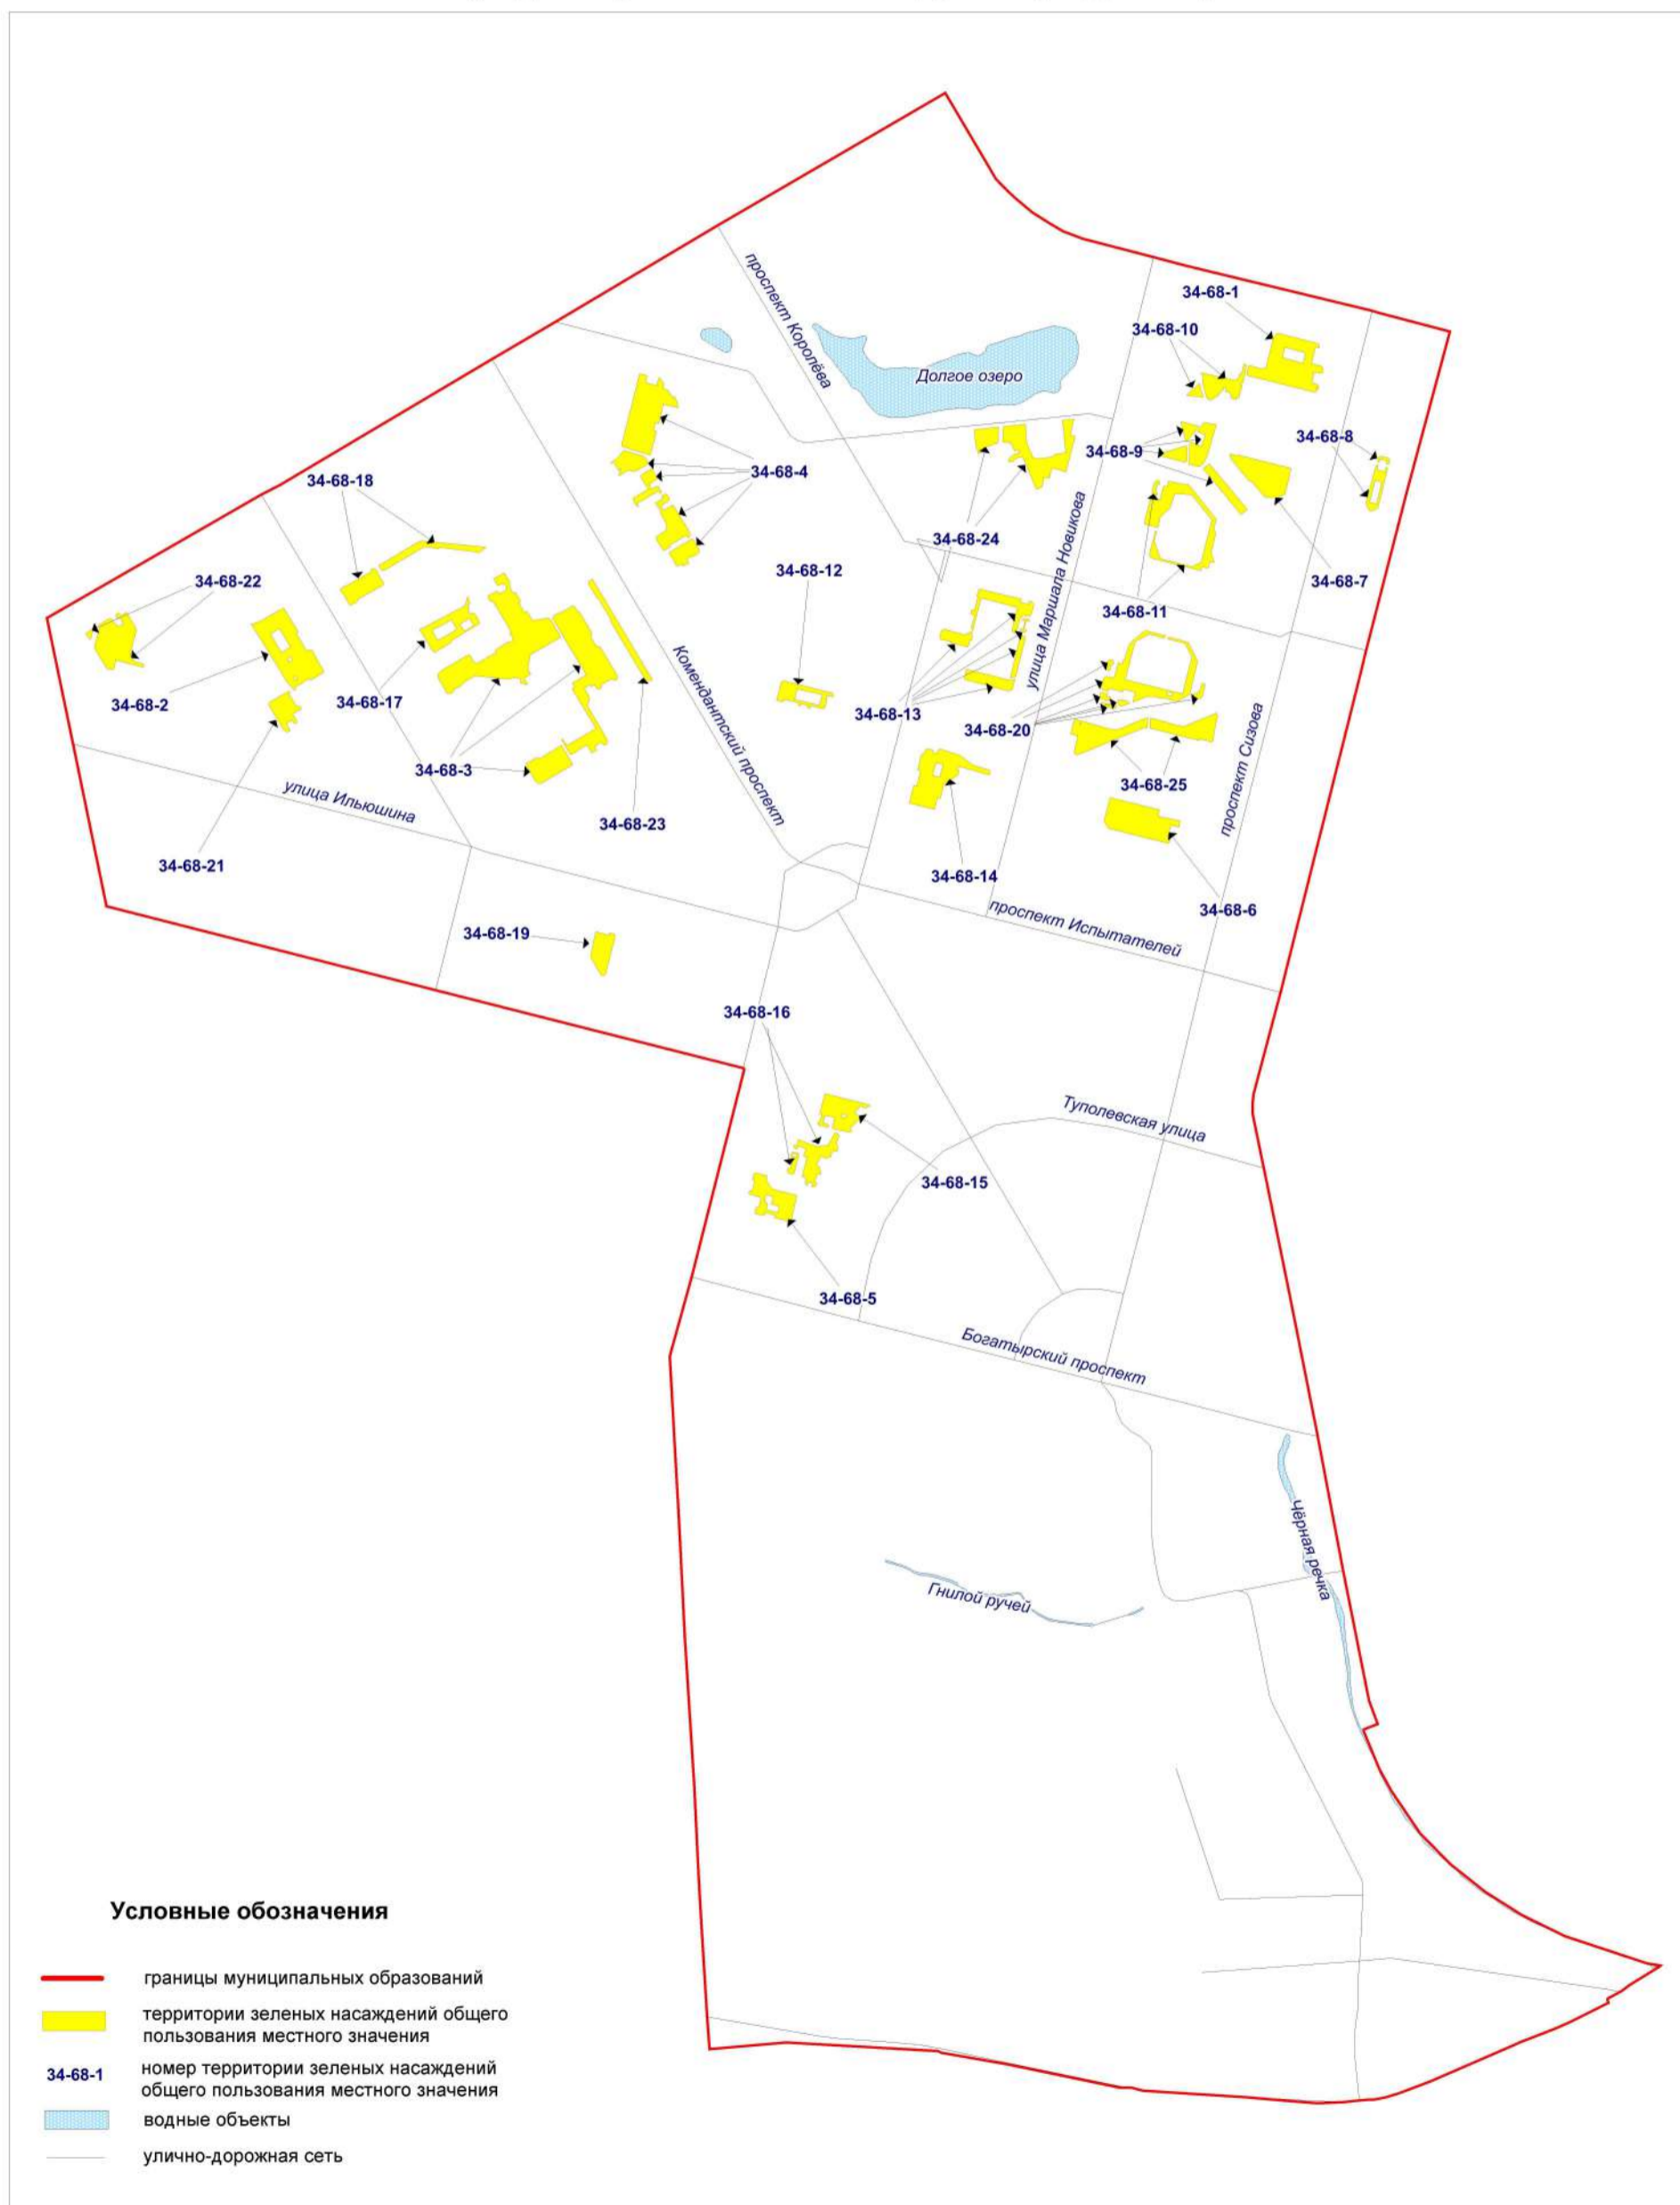 34-68-1
34-68-10
проспект Королёва
Долгое озеро
34-68-8
34-68-9
34-68-4
34-68-18
34-68-24
улица Маршала Новикова
34-68-12
34-68-22
34-68-7
34-68-11
34-68-2
34-68-17
Комендантский проспект
34-68-13
34-68-20
проспект Сизова
34-68-3
34-68-25
улица Ильюшина
34-68-23
34-68-21
34-68-14
34-68-6
проспект Испытателей
34-68-19
34-68-16
Туполевская улица
34-68-15
34-68-5
Богатырский проспект
Чёрная речка
Гнилой ручей
Условные обозначения
границы муниципальных образований
территории зеленых насаждений общего
пользования местного значения
34-68-1
номер территории зеленых насаждений
общего пользования местного значения
водные объекты
улично-дорожная сеть